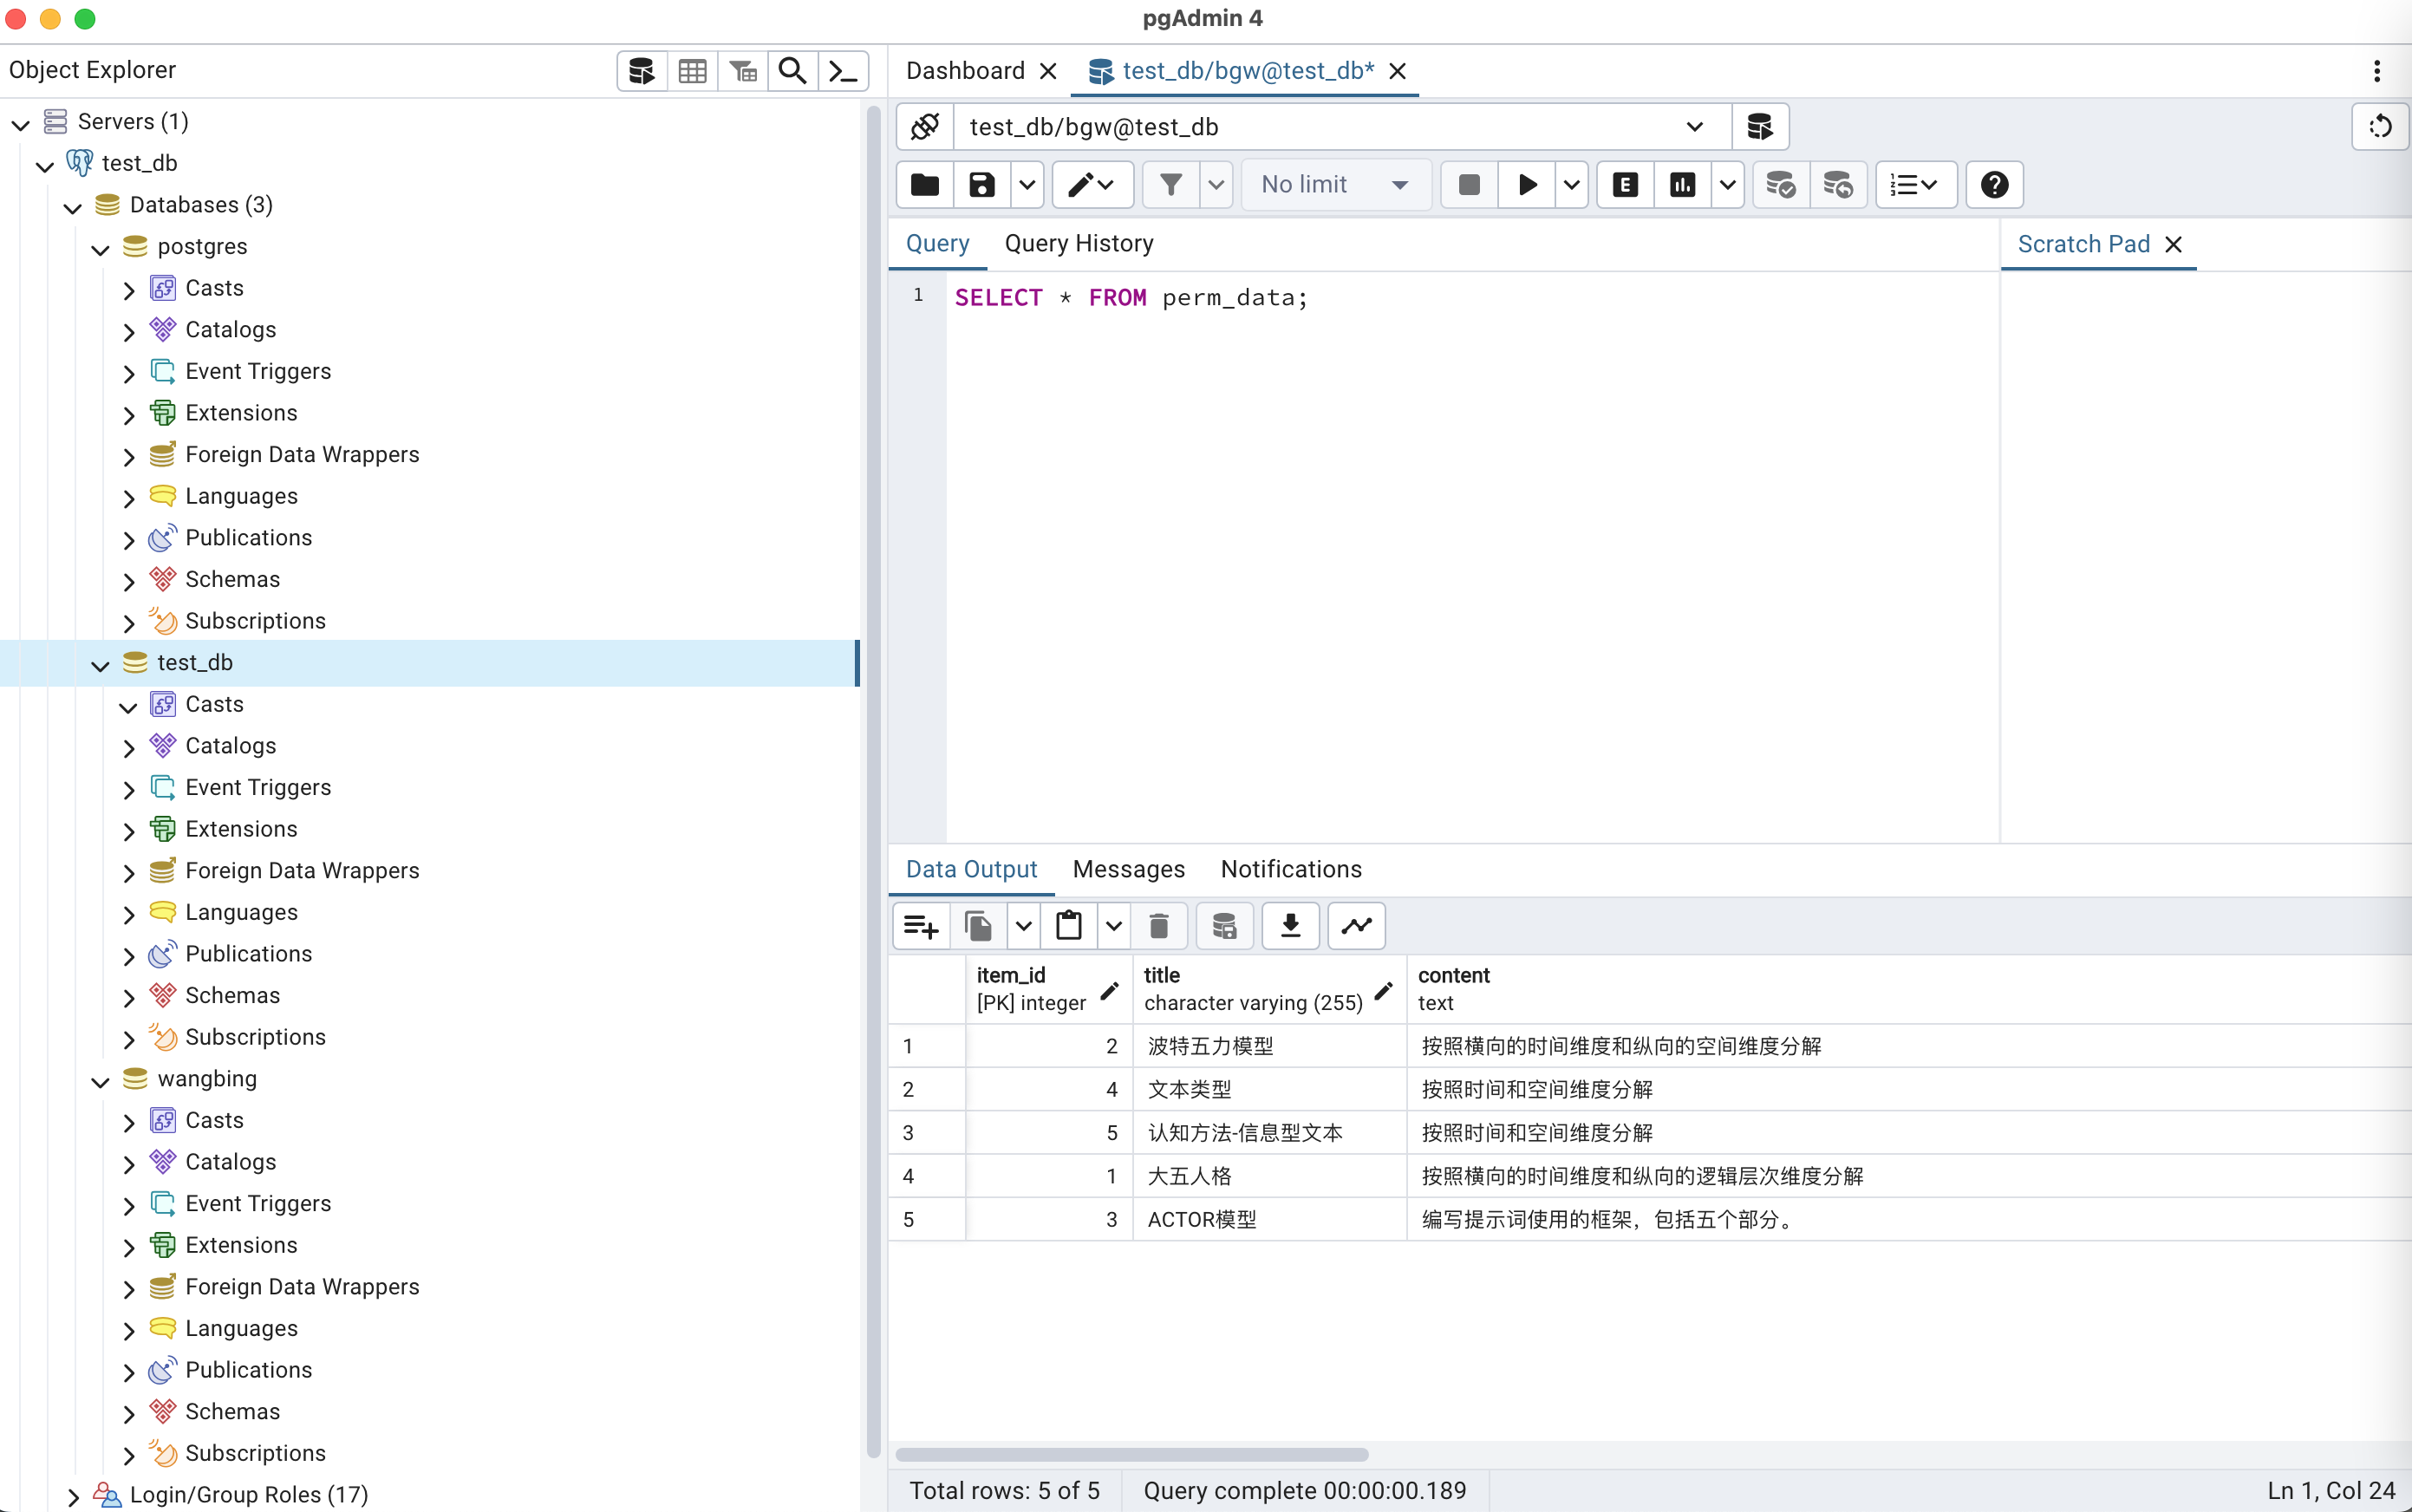 pgAdmin 4
Object Explorer
Servers (1)
test_db
Databases (3)
postgres
Casts
Catalogs
Event Triggers
Extensions
Foreign Data Wrappers
Languages
Publications
Schemas
Subscriptions
test_db
Casts
Catalogs
Event Triggers
Extensions
Foreign Data Wrappers
Languages
Publications
Schemas
Subscriptions
wangbing
Casts
Catalogs
Event Triggers
Extensions
Foreign Data Wrappers
Languages
Publications
Schemas
Subscriptions
Login/Group Roles (17)
Dashboard test_db/bgw@test_db*
test_db/bgw@test_db
No limit E
Query Query History Scratch Pad
1 SELECT * FROM perm_data;
Data Output Messages Notifications
item_id title content
[PK] integer character varying (255) text
1 2 波特五力模型 按照横向的时间维度和纵向的空间维度分解
2 4 文本类型 按照时间和空间维度分解
3 5 认知方法-信息型文本 按照时间和空间维度分解
4 1 大五人格 按照横向的时间维度和纵向的逻辑层次维度分解
5 3 ACTOR模型 编写提示词使用的框架，包括五个部分。
Total rows: 5 of 5 Query complete 00:00:00.189 Ln 1, Col 24